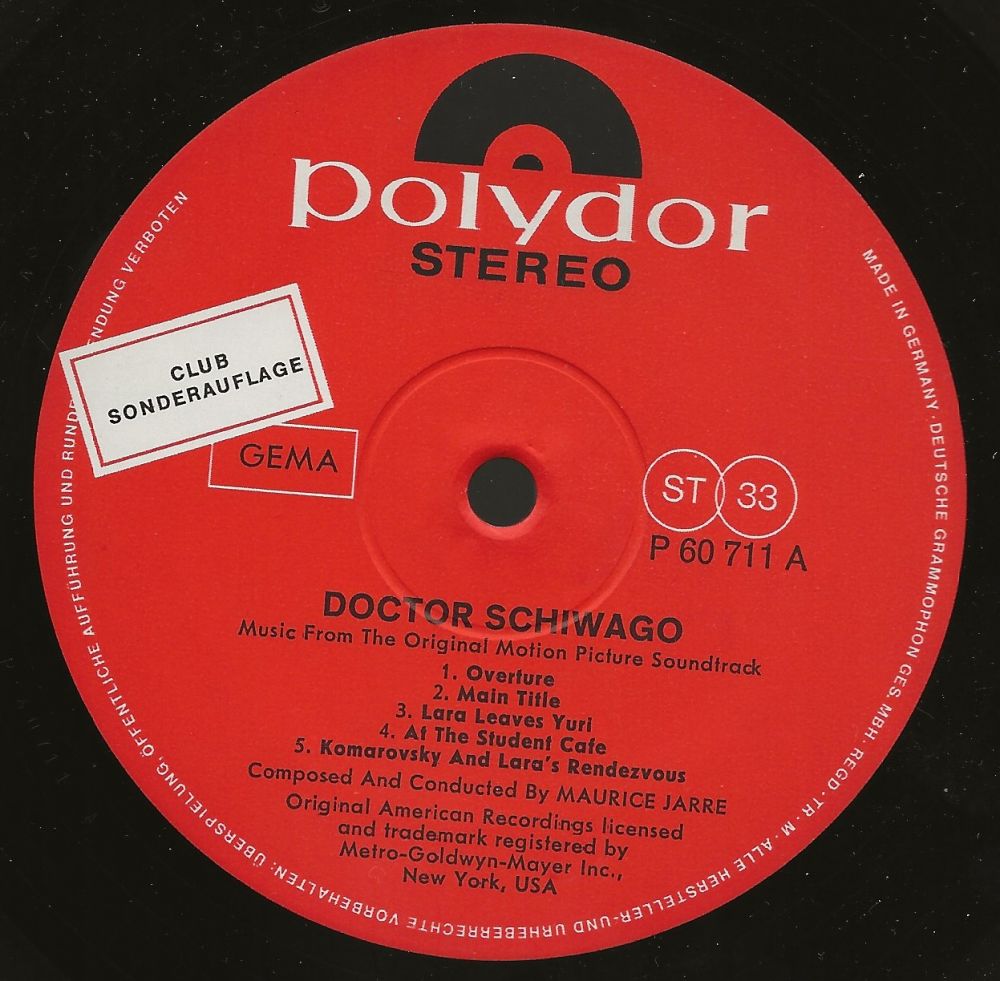 polydor
STEREO
CLUB
SONDERAUFLAGE
GEMA
ST 33
P 60 711 A
DOCTOR SCHIWAGO
Music From The Original Motion Picture Soundtrack
1. Overture
2. Main Title
3. Lara Leaves Yuri
4. At The Student Cafe
5. Komarovsky And Lara's Rendezvous
Composed And Conducted By MAURICE JARRE
Original American Recordings licensed
and trademark registered by
Metro-Goldwyn-Mayer Inc.,
New York, USA
MADE IN GERMANY · DEUTSCHE GRAMMOPHON GES. MBH · REGD · TR · M · ALLE HERSTELLER-UND URHEBERRECHTE VORBEHALTEN: ÜBERSPIELUNG, ÖFFENTLICHE AUFFÜHRUNG UND VERBOTEN